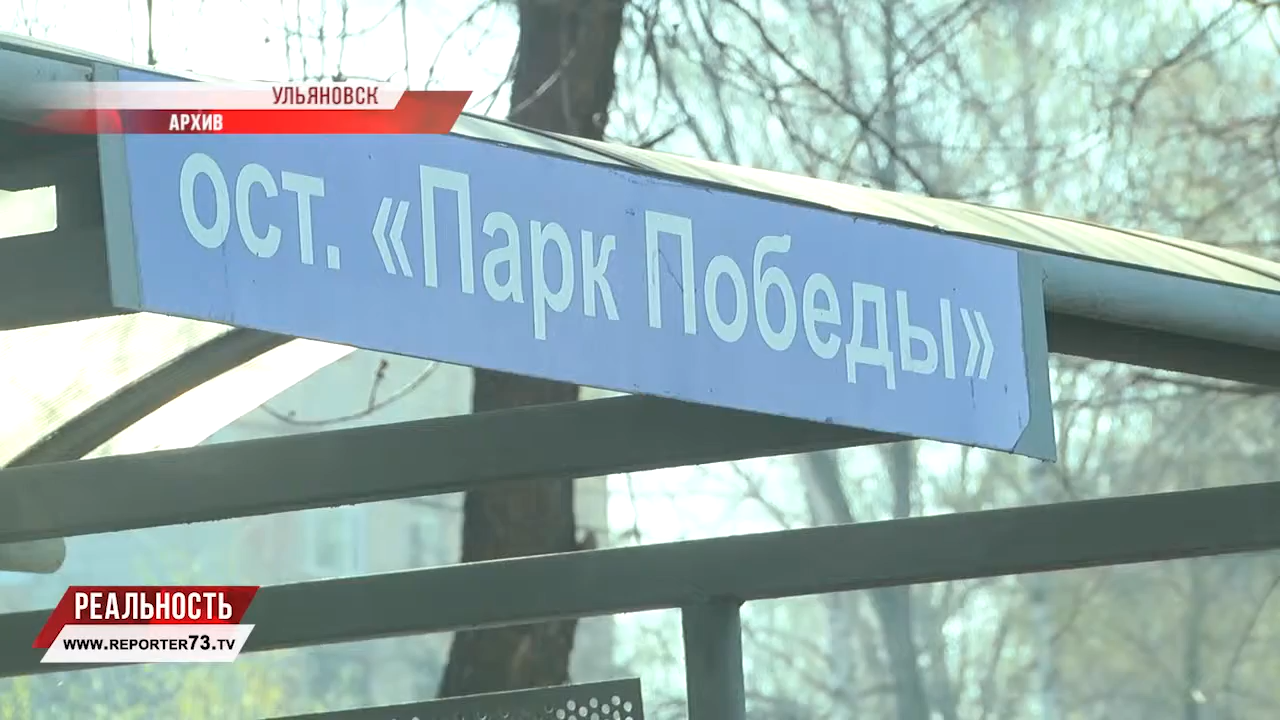 УЛЬЯНОВСК
АРХИВ
ост. «Парк Победы»
РЕАЛЬНОСТЬ
WWW.REPORTER73.TV